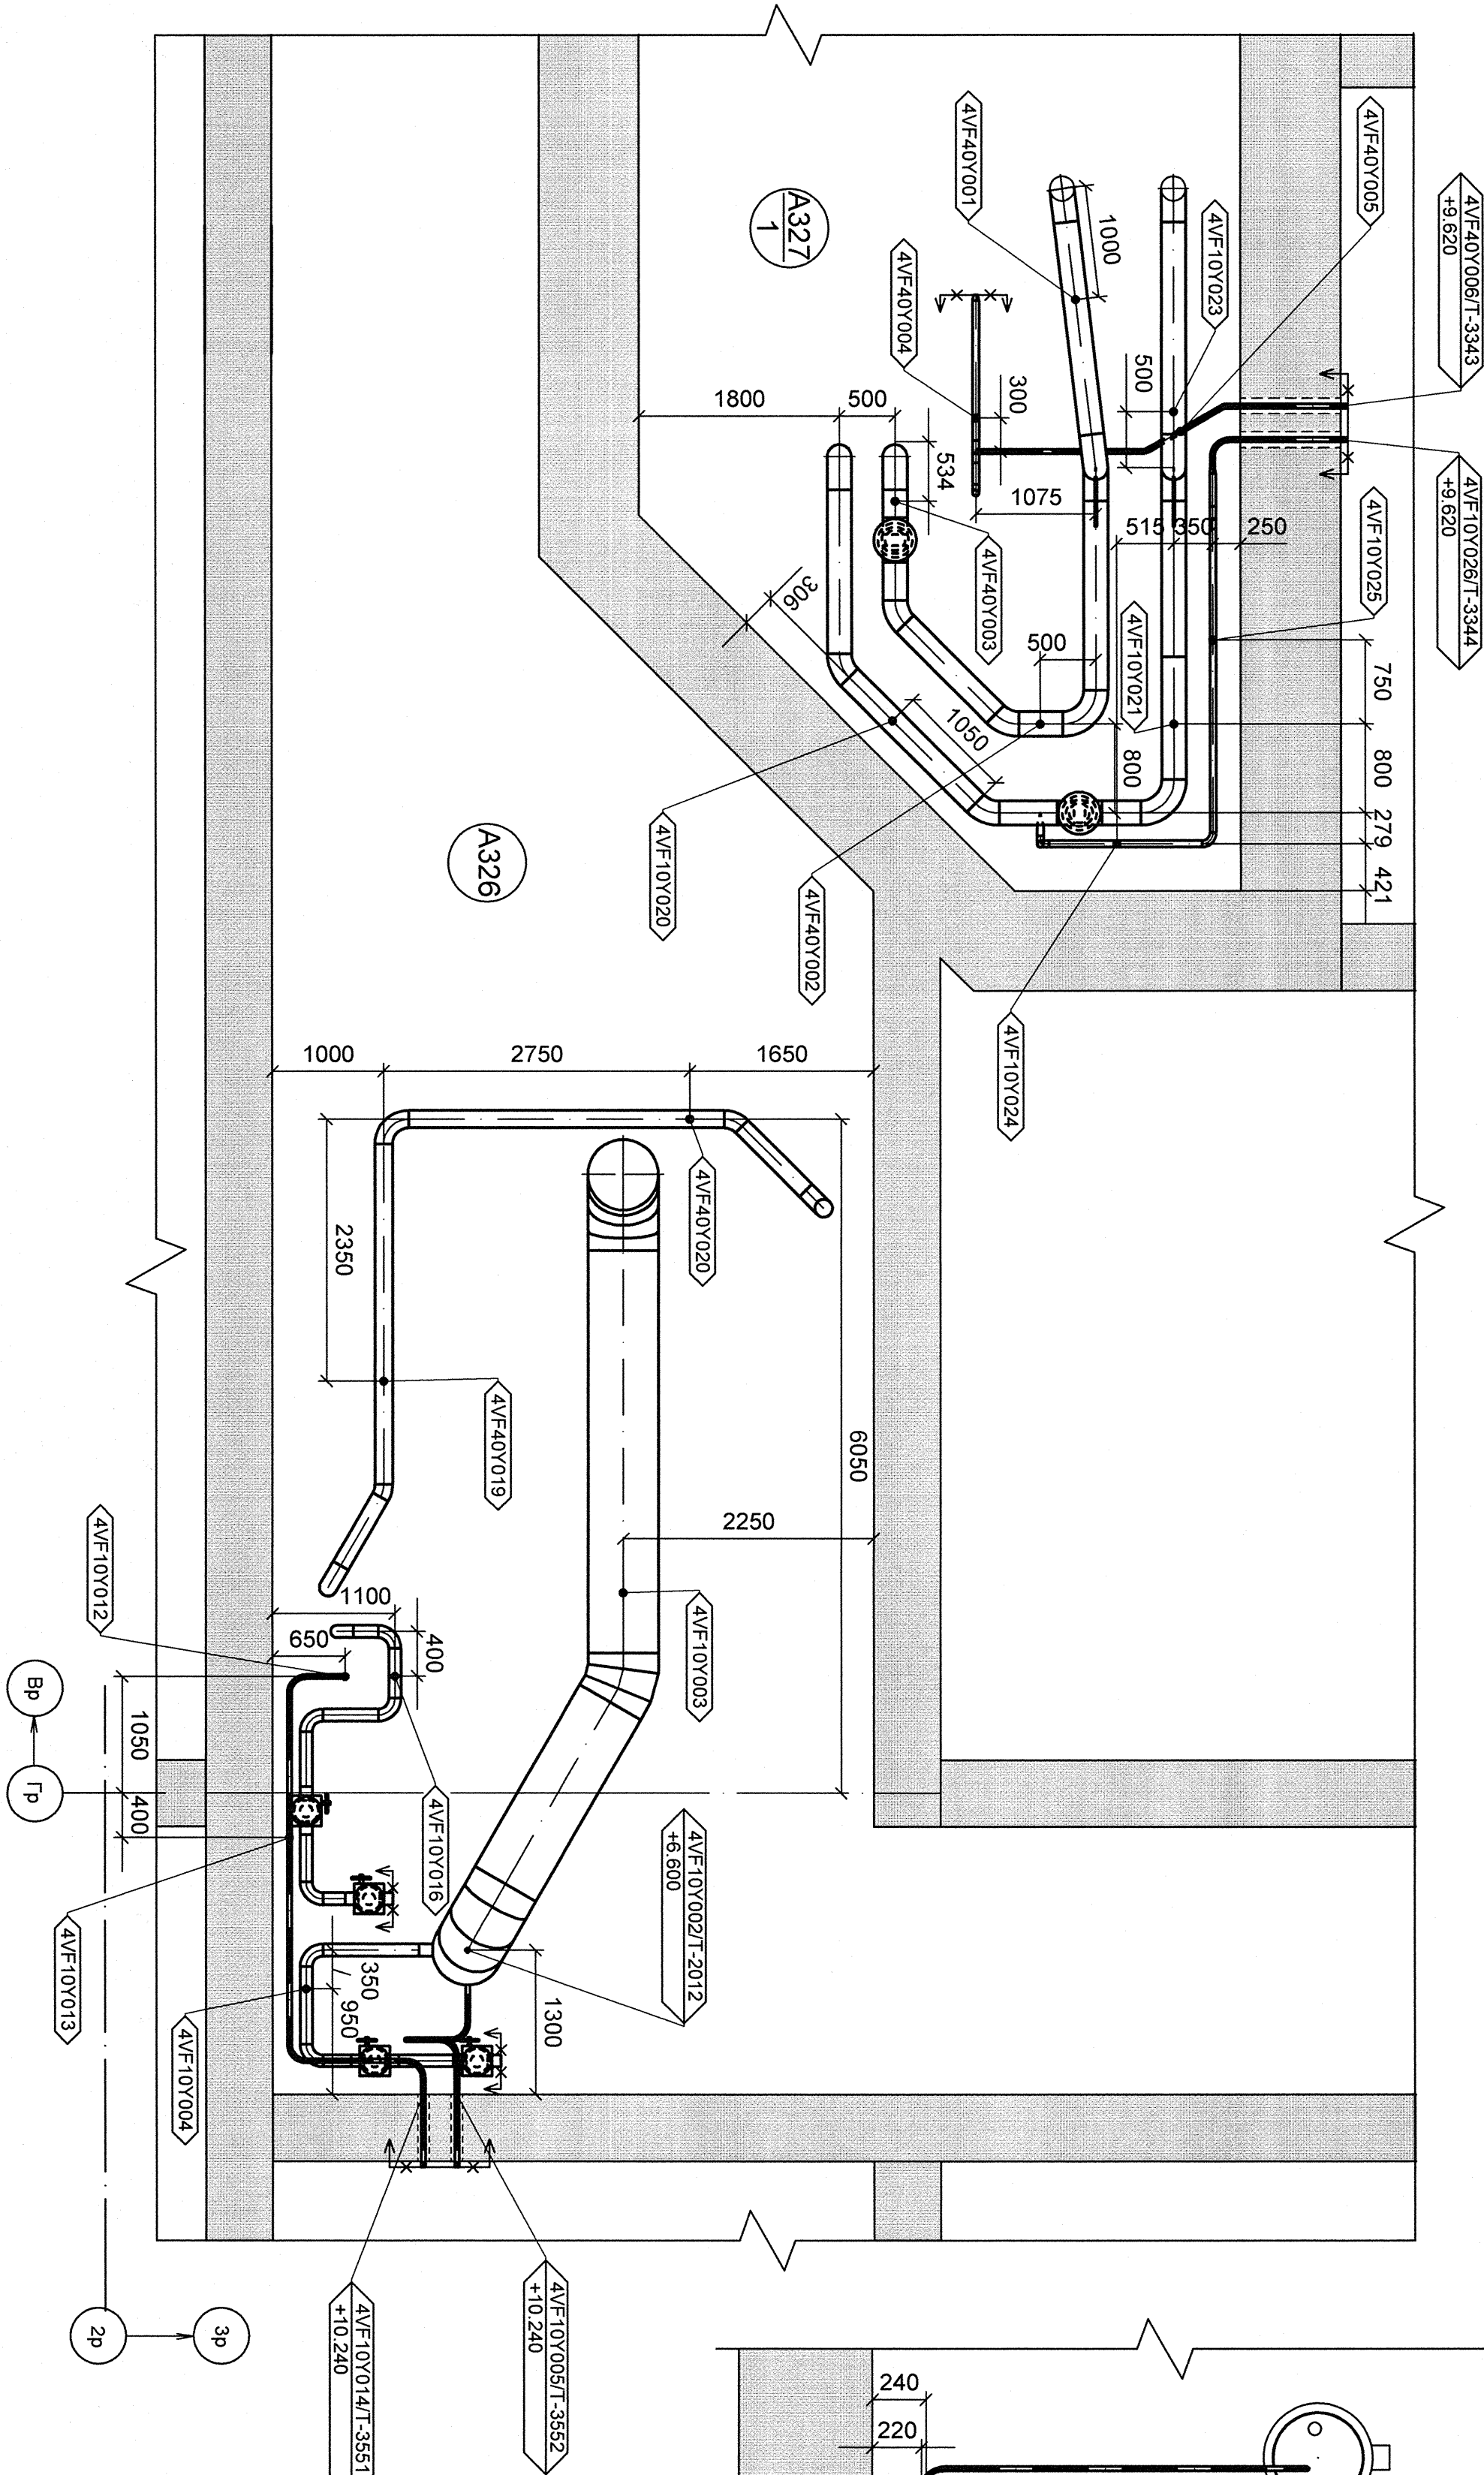 4VF40Y006/T-3343
+9.620
4VF10Y026/T-3344
+9.620
4VF40Y005
4VF10Y023
4VF40Y001
4VF40Y004
A327
1
1000
500
300
1800
500
534
1075
515
350
250
4VF10Y025
4VF40Y003
4VF10Y021
306
500
1050
750
800
800
279
421
4VF10Y020
4VF40Y002
4VF10Y024
A326
1000
2750
1650
4VF40Y020
2350
6050
4VF40Y019
2250
4VF10Y003
4VF10Y012
1100
650
400
Вр
Гр
1050
400
4VF10Y016
4VF10Y002/T-2012
+6.600
4VF10Y013
350
950
1300
4VF10Y004
4VF10Y005/T-3552
+10.240
4VF10Y014/T-3551
+10.240
2р
3р
240
220